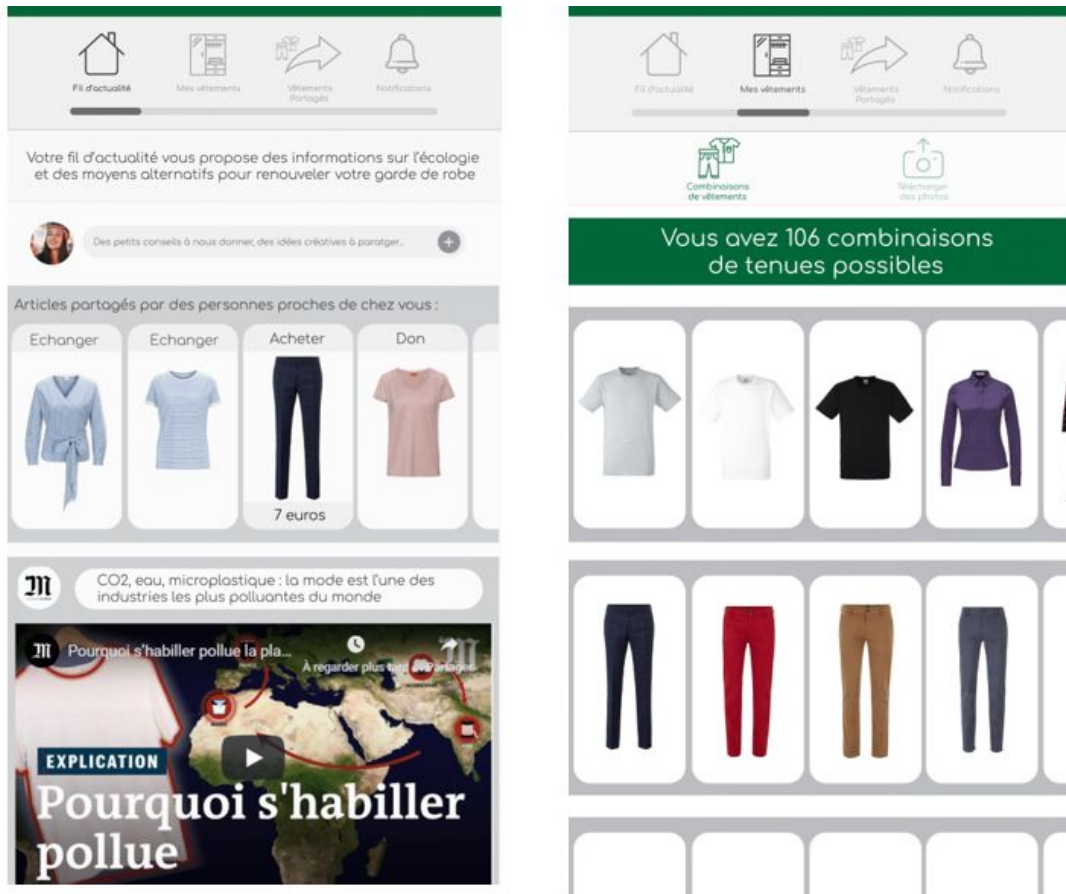 Fil d'actualité
Mes vêtements
Vêtements
Partagés
Notifications
Votre fil d'actualité vous propose des informations sur l'écologie
et des moyens alternatifs pour renouveler votre garde de robe
Des petits conseils à nous donner, des idées créatives à paratger...
Articles partagés par des personnes proches de chez vous :
Echanger
Echanger
Acheter
Don
7 euros
M
CO2, eau, microplastique : la mode est l'une des
industries les plus polluantes du monde
M
Pourquoi s'habiller pollue la pla...
À regarder plus tard
Partager
EXPLICATION
Pourquoi s'habiller
pollue
Fil d'actualité
Mes vêtements
Vêtements
Partagés
Notifications
Combinaisons
de vêtements
Télécharger
des photos
Vous avez 106 combinaisons
de tenues possibles